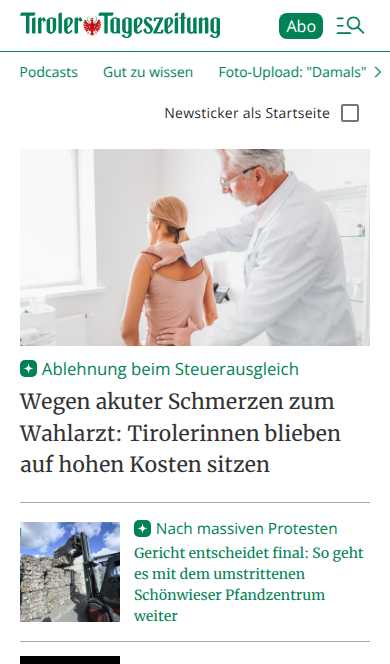 Tiroler Tageszeitung
Abo
Podcasts Gut zu wissen Foto-Upload: "Damals"
Newsticker als Startseite
Ablehnung beim Steuerausgleich
Wegen akuter Schmerzen zum
Wahlarzt: Tirolerinnen blieben
auf hohen Kosten sitzen
Nach massiven Protesten
Gericht entscheidet final: So geht
es mit dem umstrittenen
Schönwieser Pfandzentrum
weiter